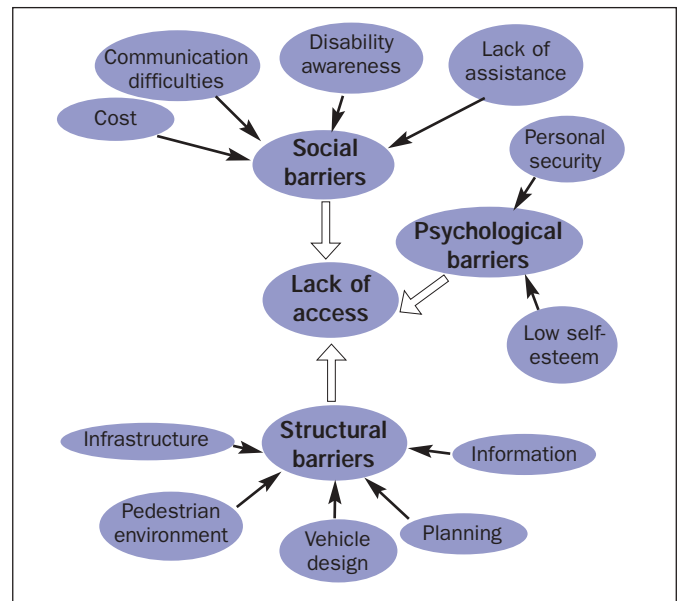 Communication
difficulties
Disability
awareness
Lack of
assistance
Cost
Social
barriers
Personal
security
Psychological
barriers
Lack of
access
Low self-
esteem
Structural
barriers
Infrastructure
Information
Pedestrian
environment
Vehicle
design
Planning